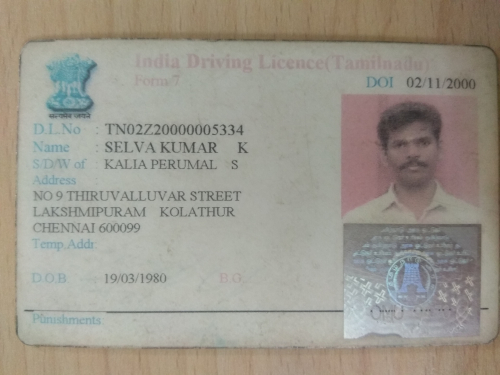 India Driving Licence(Tamilnadu)
Form 7
DOI 02/11/2000
D.L.No : TN02Z20000005334
Name : SELVA KUMAR K
S/D/W of : KALIA PERUMAL S
Address
NO 9 THIRUVALLUVAR STREET
LAKSHMIPURAM KOLATHUR
CHENNAI 600099
Temp.Addr
D.O.B 19/03/1980 B.G.
Punishments